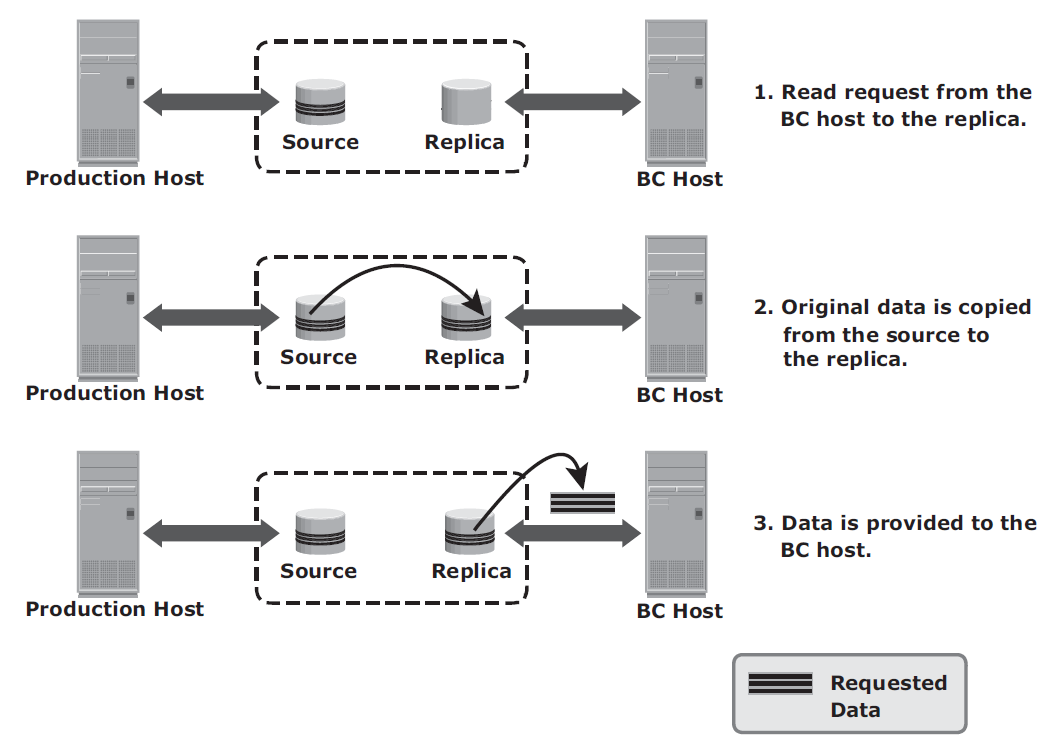 Source
Replica
Production Host
BC Host
1. Read request from the
BC host to the replica.
Source
Replica
Production Host
BC Host
2. Original data is copied
from the source to
the replica.
Source
Replica
Production Host
BC Host
3. Data is provided to the
BC host.
Requested
Data